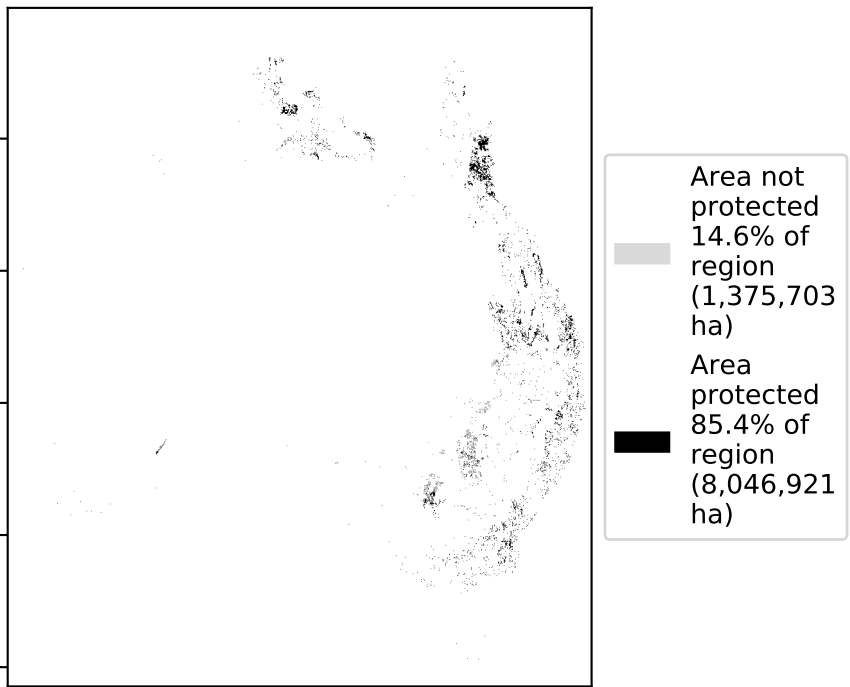 Area not
protected
14.6% of
region
(1,375,703
ha)
Area
protected
85.4% of
region
(8,046,921
ha)